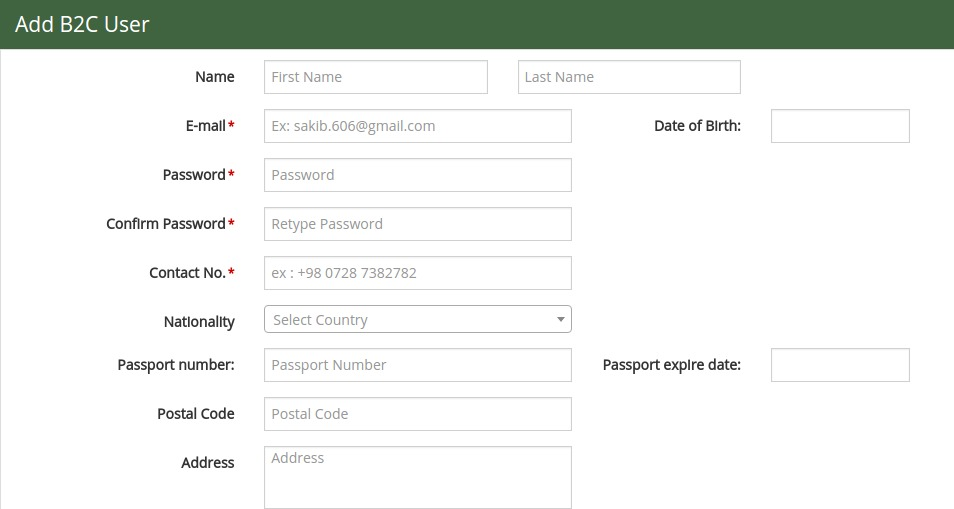 Add B2C User
Name First Name Last Name
E-mail* Ex: sakib.606@gmail.com Date of Birth:
Password* Password
Confirm Password* Retype Password
Contact No.* ex : +98 0728 7382782
Nationality Select Country
Passport number: Passport Number Passport expire date:
Postal Code Postal Code
Address Address